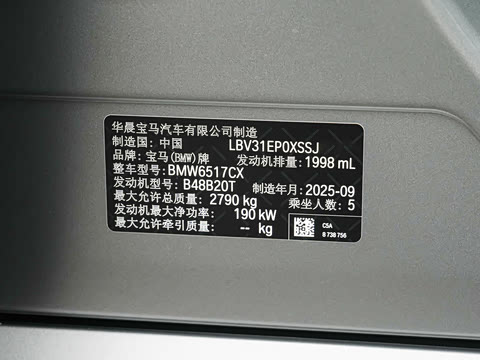 华晨宝马汽车有限公司制造
制造国: 中国 LBV31EP0XSSJ
品牌: 宝马(BMW)牌 发动机排量: 1998 mL
整车型号: BMW6517CX
发动机型号: B48B20T 制造年月: 2025-09
最大允许总质量: 2790 kg 乘坐人数: 5
发动机最大净功率: 190 kW
最大允许牵引质量: -- kg
C5A
8 738 756